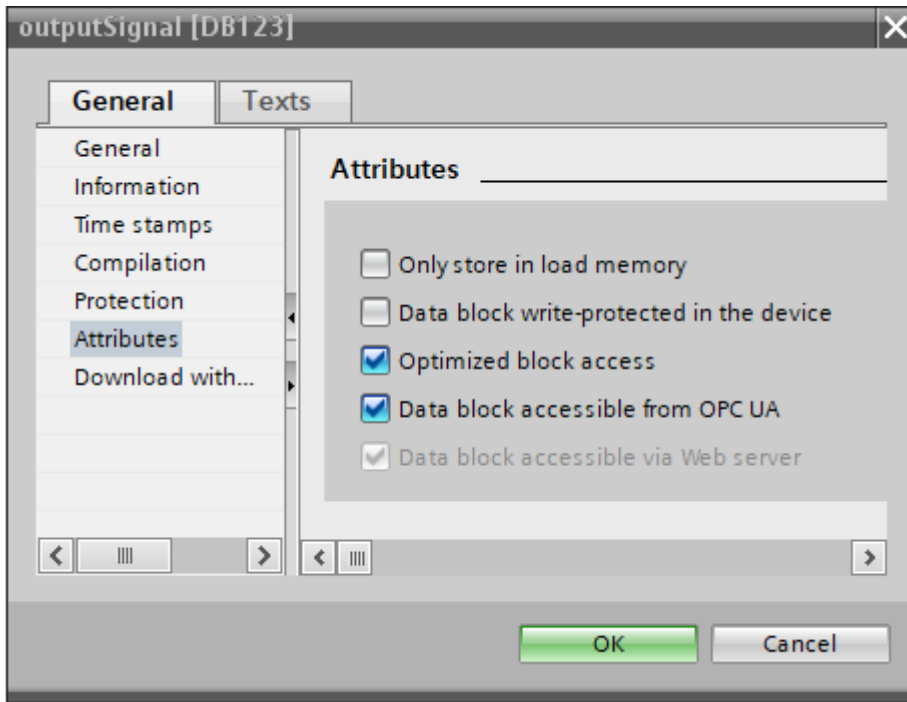 outputSignal [DB123]
General
Texts
General
Information
Time stamps
Compilation
Protection
Attributes
Download with...
Attributes
Only store in load memory
Data block write-protected in the device
Optimized block access
Data block accessible from OPC UA
Data block accessible via Web server
OK
Cancel